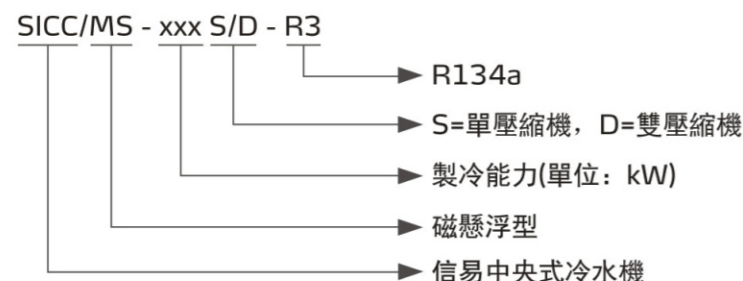 SICC/MS - xxx S/D - R3
R134a
S=單壓縮機，D=雙壓縮機
製冷能力(單位：kW)
磁懸浮型
信易中央式冷水機